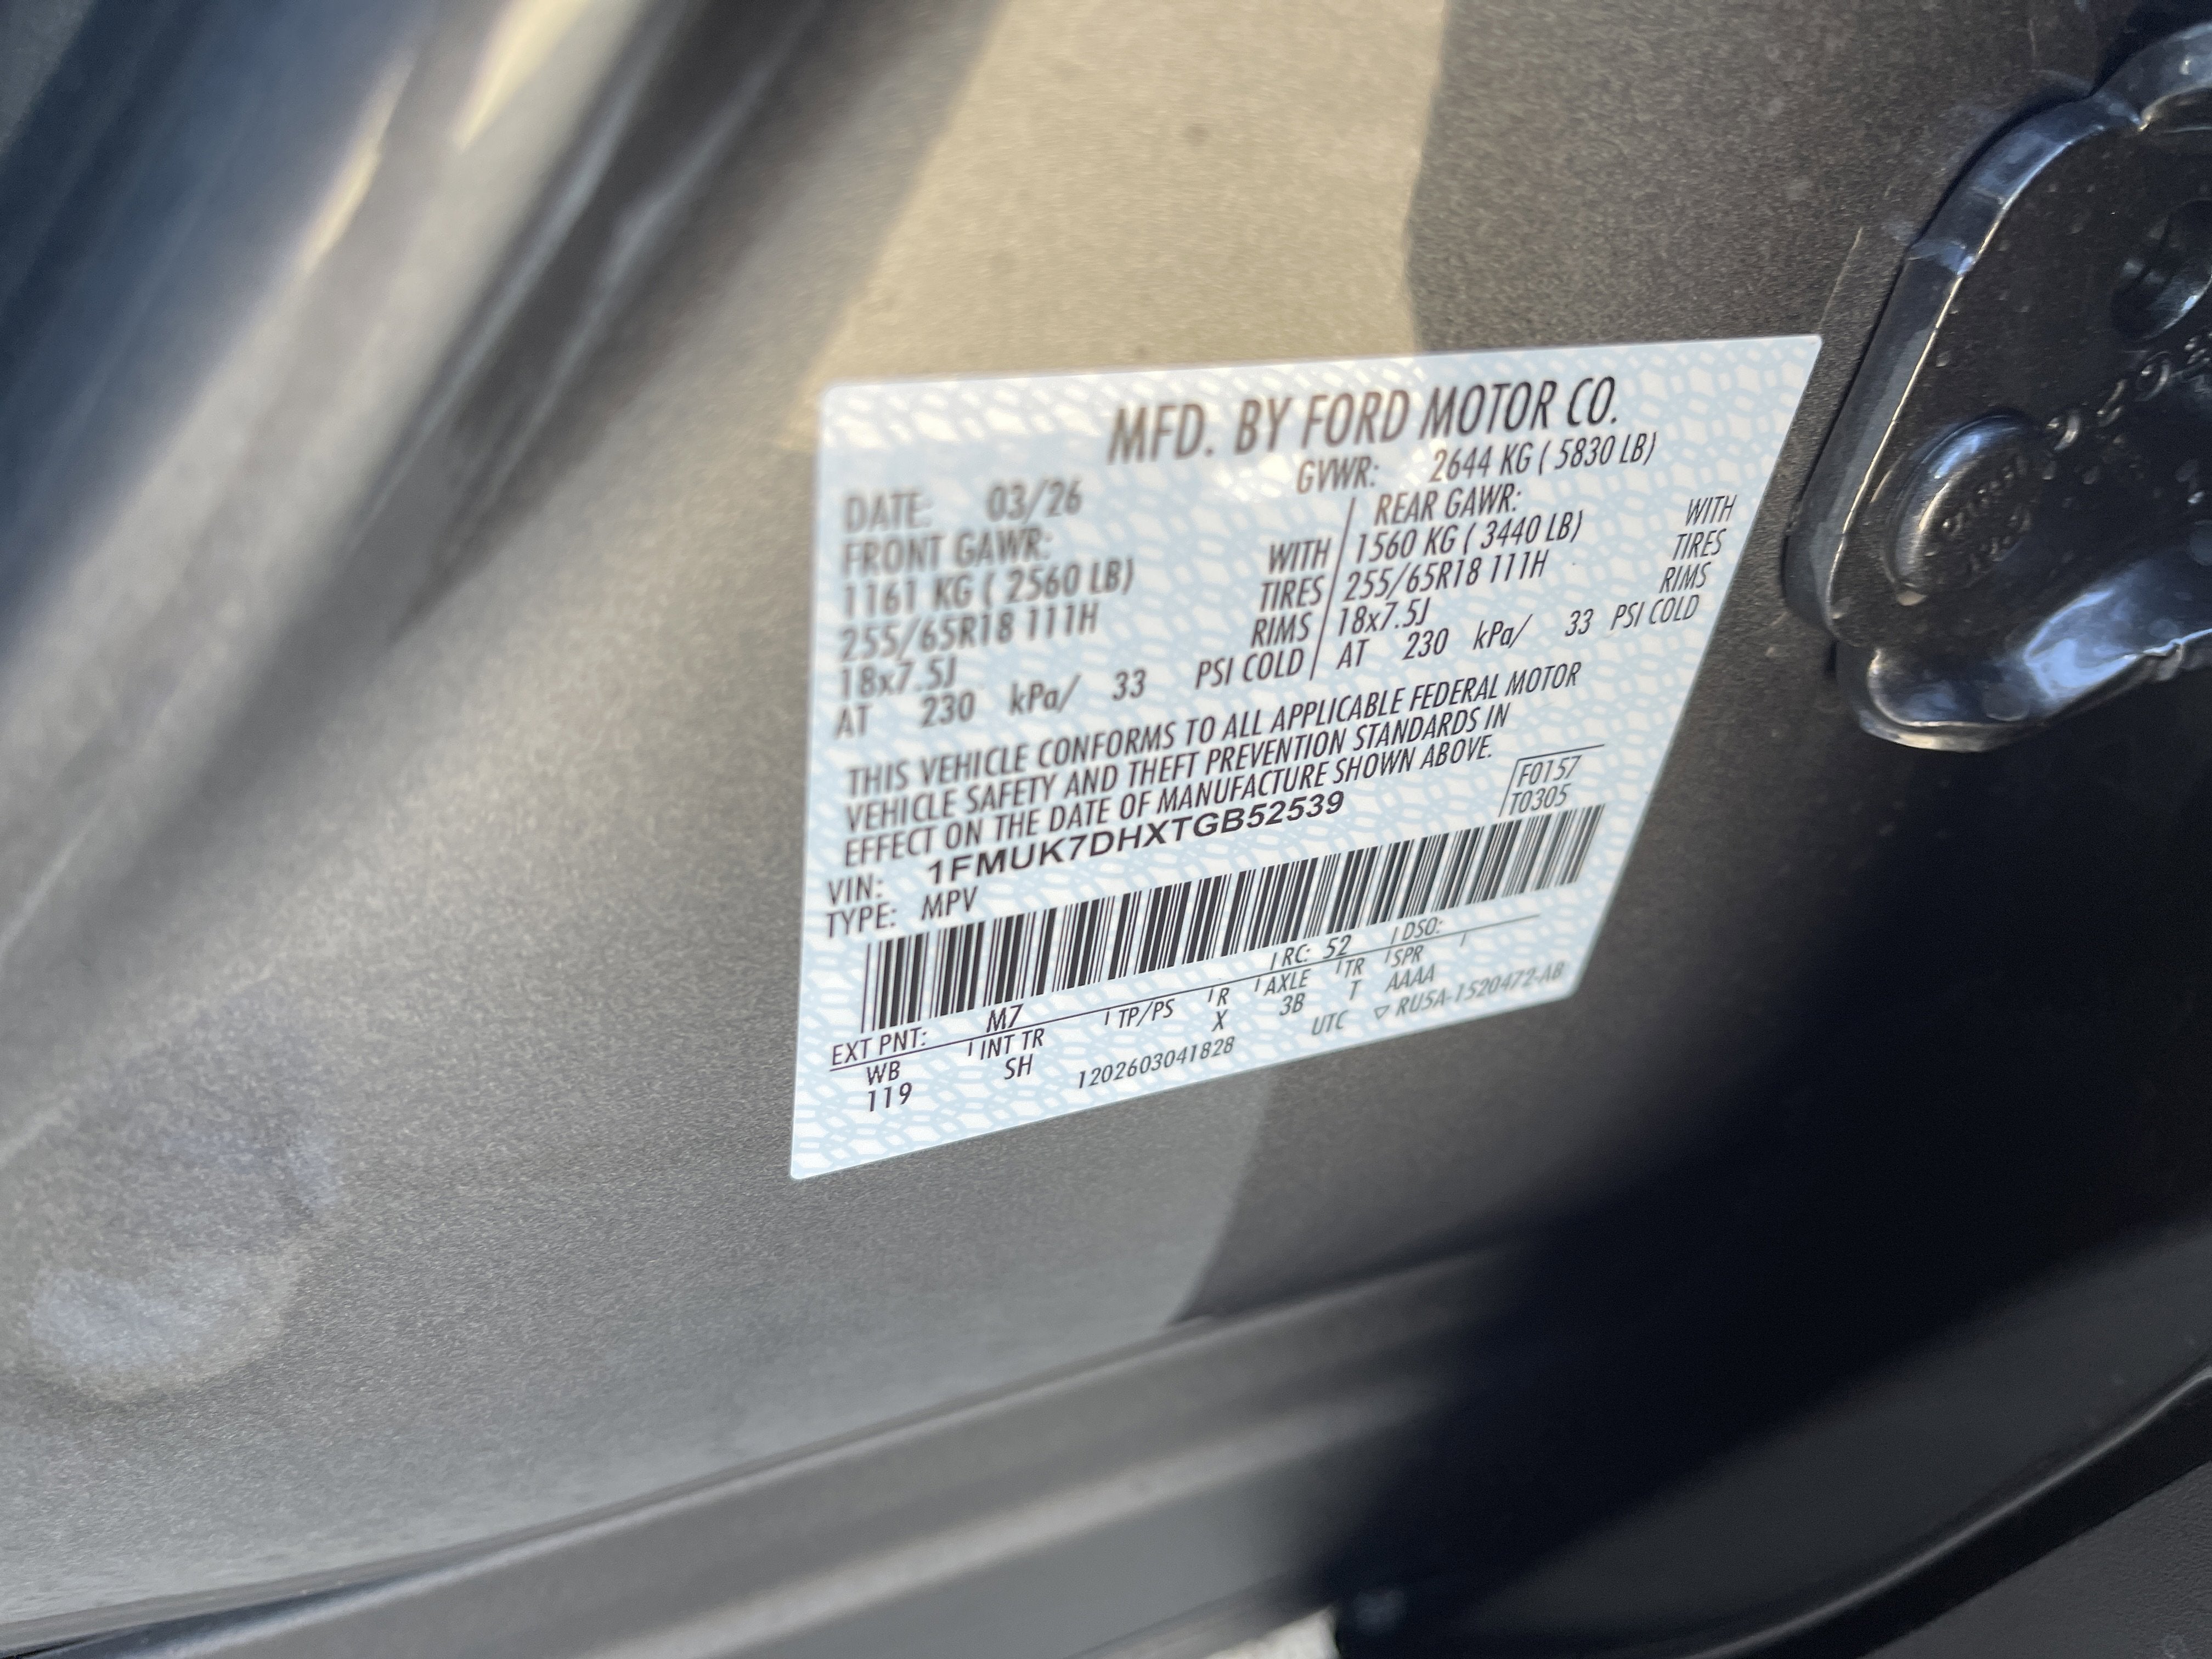 MFD. BY FORD MOTOR CO.
DATE: 03/26 GVWR: 2644 KG ( 5830 LB)
FRONT GAWR: REAR GAWR:
1161 KG ( 2560 LB) WITH 1560 KG ( 3440 LB) WITH
255/65R18 111H TIRES 255/65R18 111H TIRES
18x7.5J RIMS 18x7.5J RIMS
AT 230 kPa/ 33 PSI COLD AT 230 kPa/ 33 PSI COLD
THIS VEHICLE CONFORMS TO ALL APPLICABLE FEDERAL MOTOR
VEHICLE SAFETY AND THEFT PREVENTION STANDARDS IN
EFFECT ON THE DATE OF MANUFACTURE SHOWN ABOVE.
VIN: 1FMUK7DHXTGB52539 F0157
TYPE: MPV T0305
EXT PNT: M7 RC: 52 DSO:
WB INT TR TP/PS R AXLE TR SPR
119 SH X 3B T AAAA
1202603041828 UTC ▽ RU5A-1520472-AB